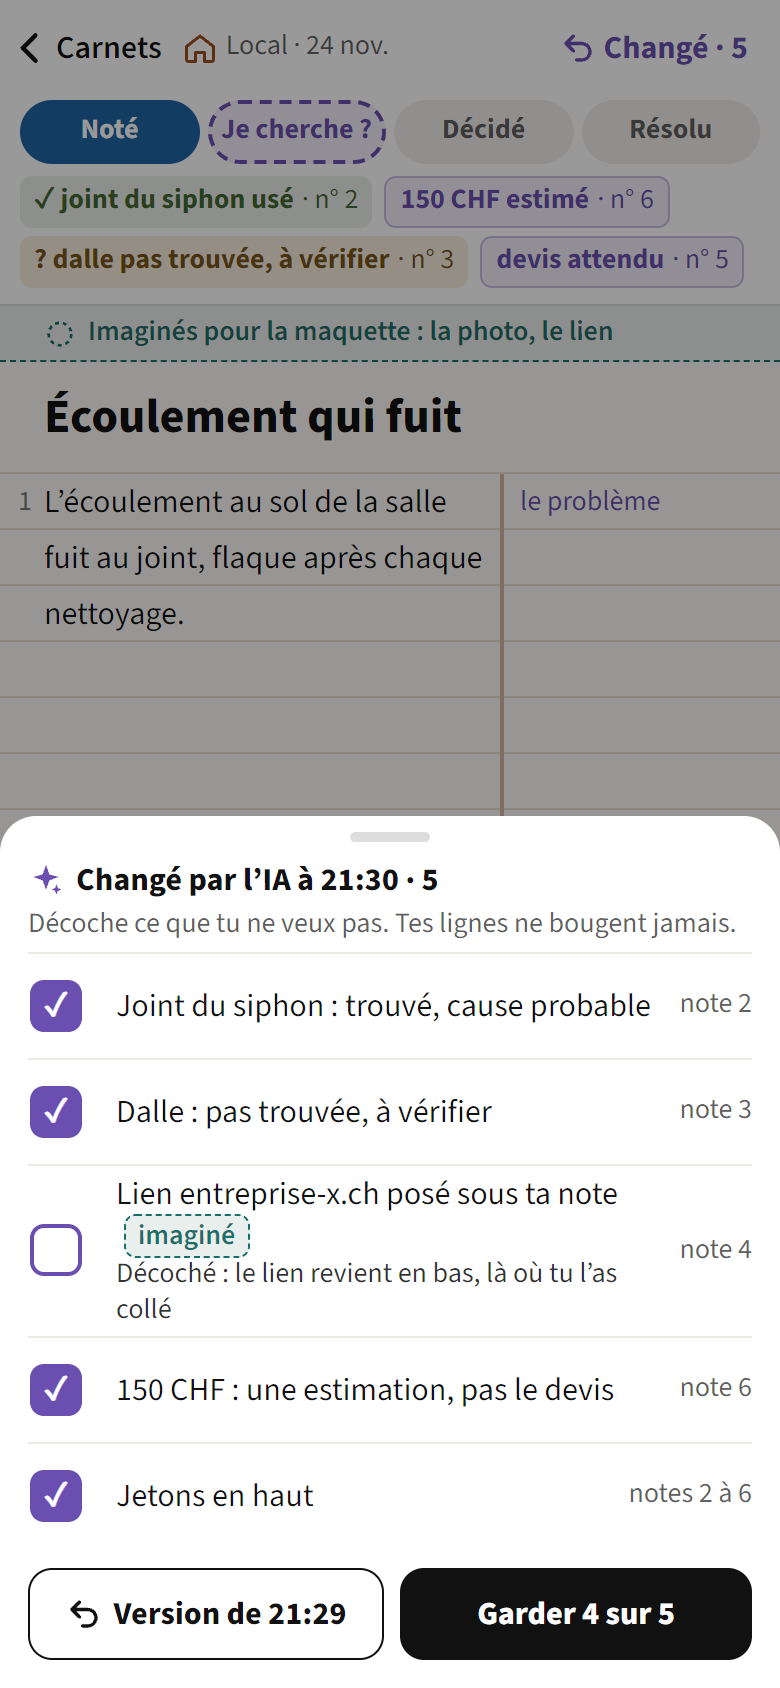 Carnets
Local · 24 nov.
Changé · 5
Noté
Je cherche ?
Décidé
Résolu
✓ joint du siphon usé · n° 2
150 CHF estimé · n° 6
? dalle pas trouvée, à vérifier · n° 3
devis attendu · n° 5
Imaginés pour la maquette : la photo, le lien
Écoulement qui fuit
1 L’écoulement au sol de la salle
le problème
fuit au joint, flaque après chaque
nettoyage.
Changé par l’IA à 21:30 · 5
Décoche ce que tu ne veux pas. Tes lignes ne bougent jamais.
Joint du siphon : trouvé, cause probable
note 2
Dalle : pas trouvée, à vérifier
note 3
Lien entreprise-x.ch posé sous ta note
imaginé
note 4
Décoché : le lien revient en bas, là où tu l’as
collé
150 CHF : une estimation, pas le devis
note 6
Jetons en haut
notes 2 à 6
Version de 21:29
Garder 4 sur 5